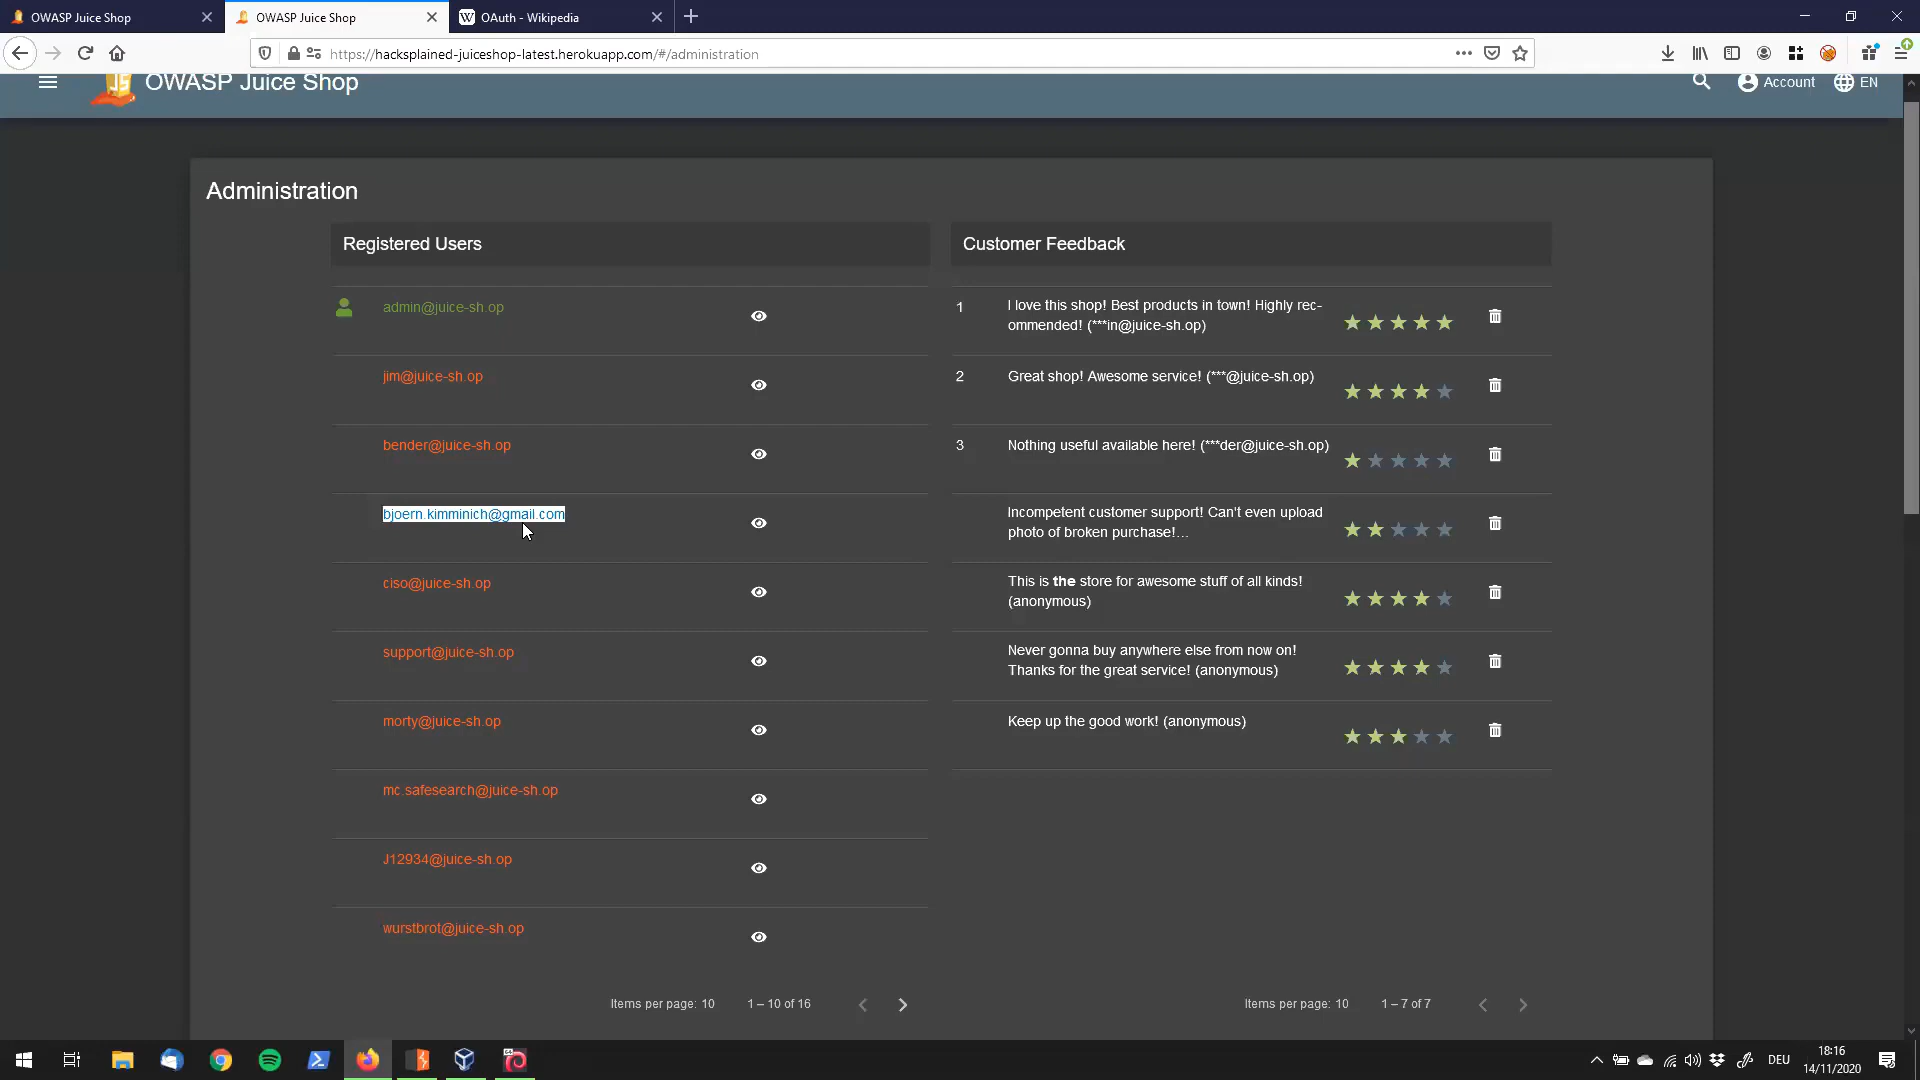 OWASP Juice Shop
OWASP Juice Shop
OAuth - Wikipedia
https://hacksplained-juiceshop-latest.herokuapp.com/#/administration
OWASP Juice Shop
Account
EN
Administration
Registered Users
admin@juice-sh.op
jim@juice-sh.op
bender@juice-sh.op
bjoern.kimminich@gmail.com
ciso@juice-sh.op
support@juice-sh.op
morty@juice-sh.op
mc.safesearch@juice-sh.op
J12934@juice-sh.op
wurstbrot@juice-sh.op
Items per page: 10
1 – 10 of 16
Customer Feedback
1
I love this shop! Best products in town! Highly rec-
ommended! (***in@juice-sh.op)
2
Great shop! Awesome service! (***@juice-sh.op)
3
Nothing useful available here! (***der@juice-sh.op)
Incompetent customer support! Can't even upload
photo of broken purchase!...
This is the store for awesome stuff of all kinds!
(anonymous)
Never gonna buy anywhere else from now on!
Thanks for the great service! (anonymous)
Keep up the good work! (anonymous)
Items per page: 10
1 – 7 of 7
DEU
18:16
14/11/2020